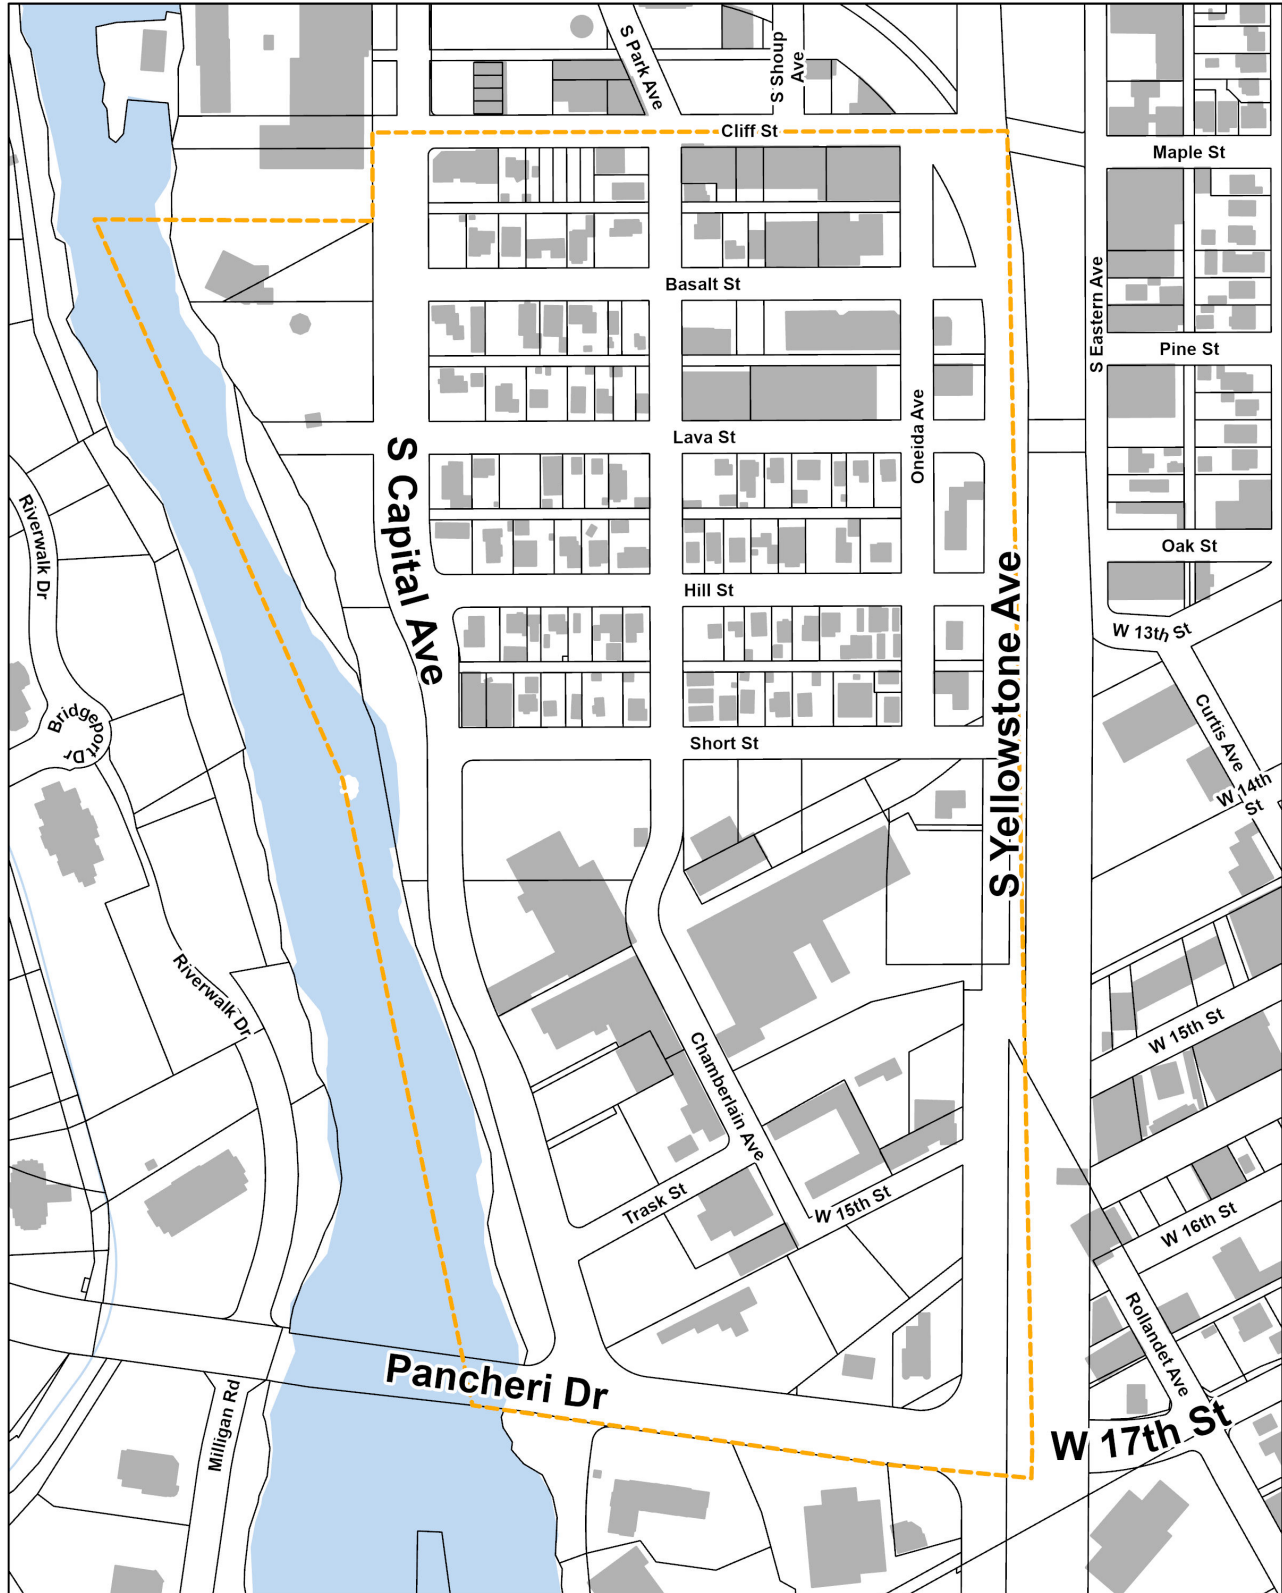 S Park Ave
S Shoup
Ave
Cliff St
Maple St
Basalt St
S Eastern Ave
Pine St
Oneida Ave
Lava St
S Capital Ave
Riverwalk Dr
Oak St
Hill St
S Yellowstone Ave
W 13th St
Bridgeport
Dr
Short St
Curtis Ave
W 14th
St
Riverwalk Dr
W 15th St
Chamberlain Ave
Trask St
W 15th St
W 16th St
Rollandet Ave
Pancheri Dr
Milligan Rd
W 17th St